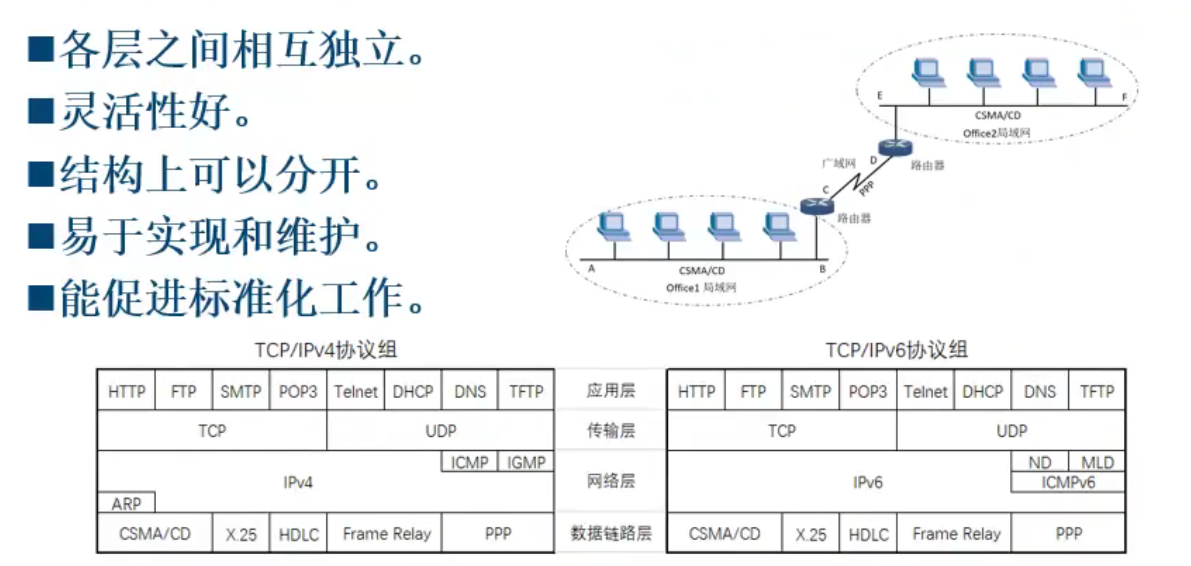 ■各层之间相互独立。
■灵活性好。
■结构上可以分开。
■易于实现和维护。
■能促进标准化工作。
E F
CSMA/CD
Office2局域网
广域网 D 路由器
PPP
C 路由器
A CSMA/CD B
Office1 局域网
TCP/IPv4协议组 TCP/IPv6协议组
HTTP FTP SMTP POP3 Telnet DHCP DNS TFTP 应用层 HTTP FTP SMTP POP3 Telnet DHCP DNS TFTP
TCP UDP 传输层 TCP UDP
ICMP IGMP ND MLD
IPv4 网络层 IPv6 ICMPv6
ARP
CSMA/CD X.25 HDLC Frame Relay PPP 数据链路层 CSMA/CD X.25 HDLC Frame Relay PPP